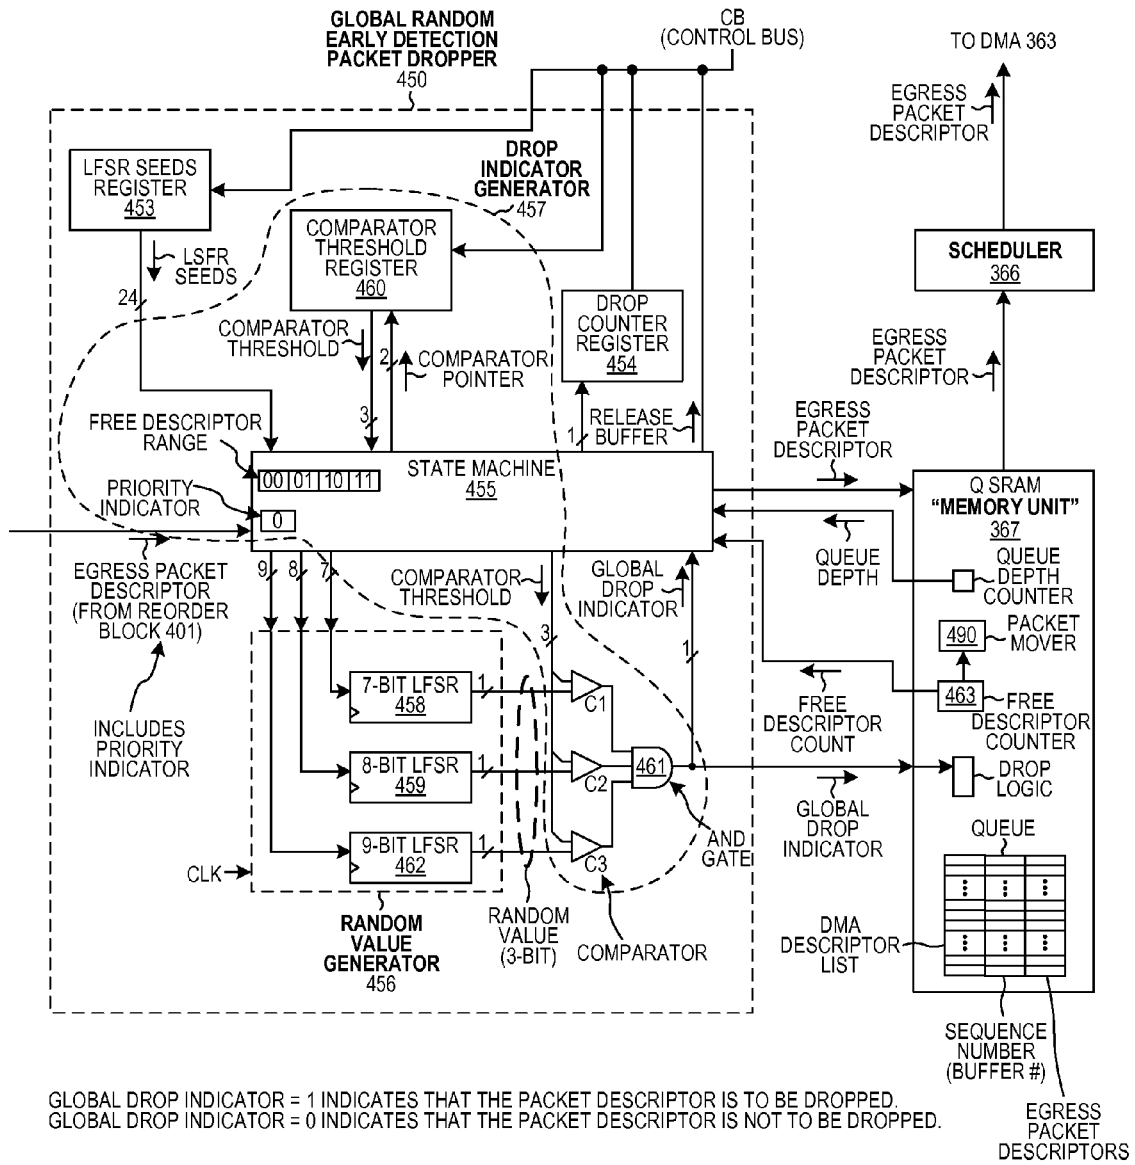 GLOBAL RANDOM
EARLY DETECTION
PACKET DROPPER
450
CB
(CONTROL BUS)
TO DMA 363
EGRESS
PACKET
DESCRIPTOR
LFSR SEEDS
REGISTER
453
DROP
INDICATOR
GENERATOR
457
LSFR
SEEDS
24
COMPARATOR
THRESHOLD
REGISTER
460
SCHEDULER
366
DROP
COUNTER
REGISTER
454
COMPARATOR
THRESHOLD
2
COMPARATOR
POINTER
3
EGRESS
PACKET
DESCRIPTOR
FREE DESCRIPTOR
RANGE
1
RELEASE
BUFFER
EGRESS
PACKET
DESCRIPTOR
00 01 10 11
STATE MACHINE
455
PRIORITY
INDICATOR
0
Q SRAM
"MEMORY UNIT"
367
QUEUE
DEPTH
QUEUE
DEPTH
COUNTER
EGRESS PACKET
DESCRIPTOR
(FROM REORDER
BLOCK 401)
9
8
7
COMPARATOR
THRESHOLD
3
GLOBAL
DROP
INDICATOR
1
490
PACKET
MOVER
463
FREE
DESCRIPTOR
COUNTER
FREE
DESCRIPTOR
COUNT
INCLUDES
PRIORITY
INDICATOR
7-BIT LFSR
458
1
C1
8-BIT LFSR
459
1
C2
461
DROP
LOGIC
GLOBAL
DROP
INDICATOR
AND
GATE
9-BIT LFSR
462
1
C3
CLK
QUEUE
RANDOM
VALUE
GENERATOR
456
RANDOM
VALUE
(3-BIT)
COMPARATOR
DMA
DESCRIPTOR
LIST
SEQUENCE
NUMBER
(BUFFER #)
EGRESS
PACKET
DESCRIPTORS
GLOBAL DROP INDICATOR = 1 INDICATES THAT THE PACKET DESCRIPTOR IS TO BE DROPPED.
GLOBAL DROP INDICATOR = 0 INDICATES THAT THE PACKET DESCRIPTOR IS NOT TO BE DROPPED.